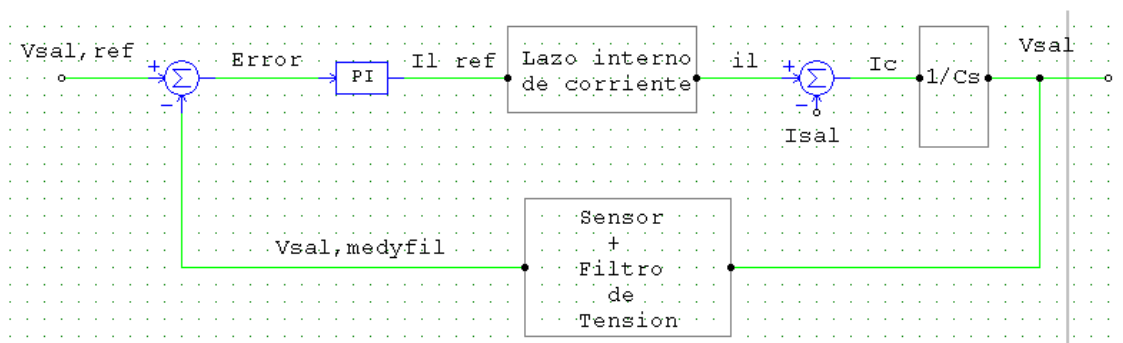 Vsal,ref
+
Σ
-
Error
PI
Il ref
Lazo interno
de corriente
il
+
Σ
-
Isal
Ic
1/Cs
Vsal
Vsal,medyfil
Sensor
+
Filtro
de
Tension